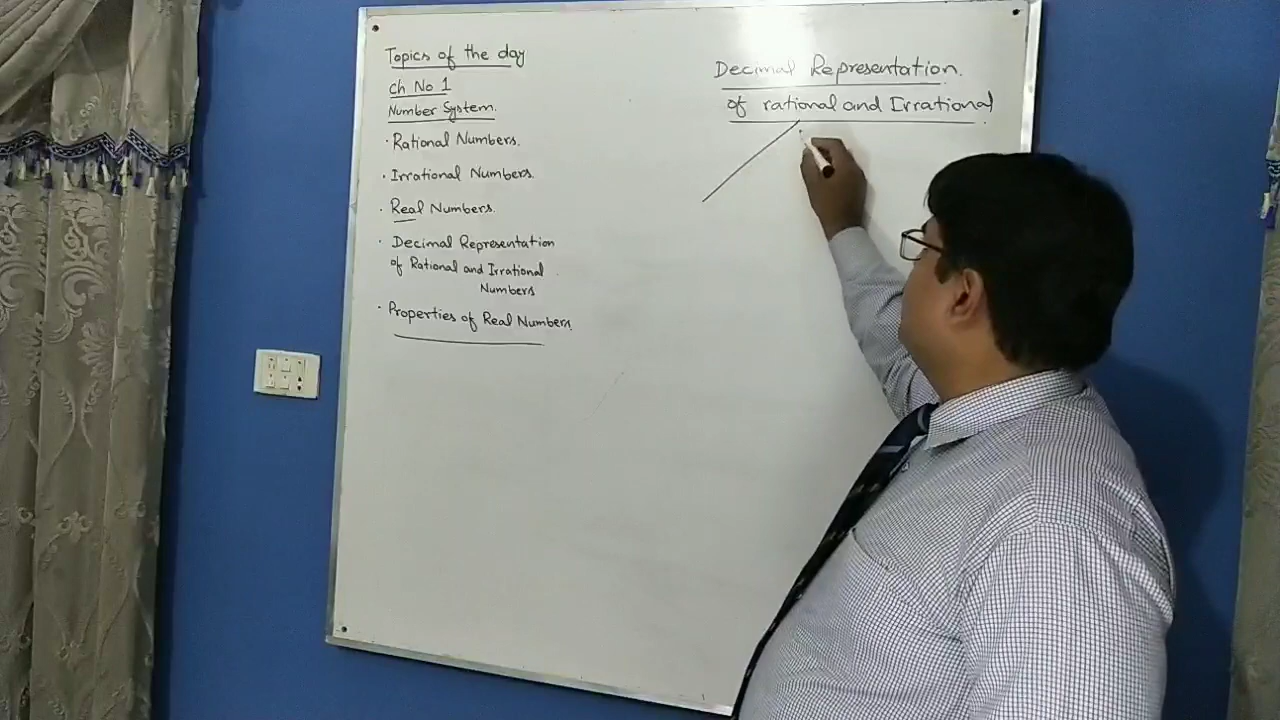 Topics of the day
ch No 1
Number System.
· Rational Numbers.
· Irrational Numbers.
· Real Numbers.
· Decimal Representation
of Rational and Irrational
Numbers
· Properties of Real Numbers.
Decimal Representation.
of rational and Irrational